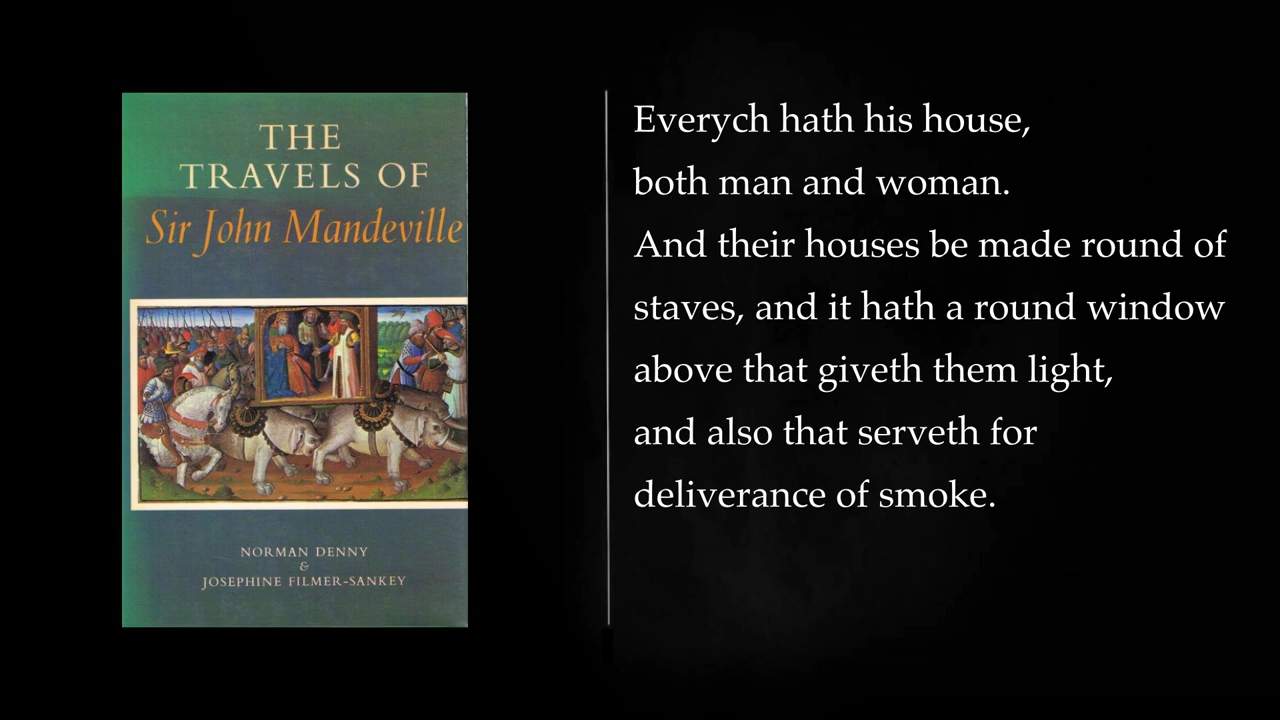 THE
TRAVELS OF
Sir John Mandeville
NORMAN DENNY
&
JOSEPHINE FILMER-SANKEY
Everych hath his house,
both man and woman.
And their houses be made round of
staves, and it hath a round window
above that giveth them light,
and also that serveth for
deliverance of smoke.